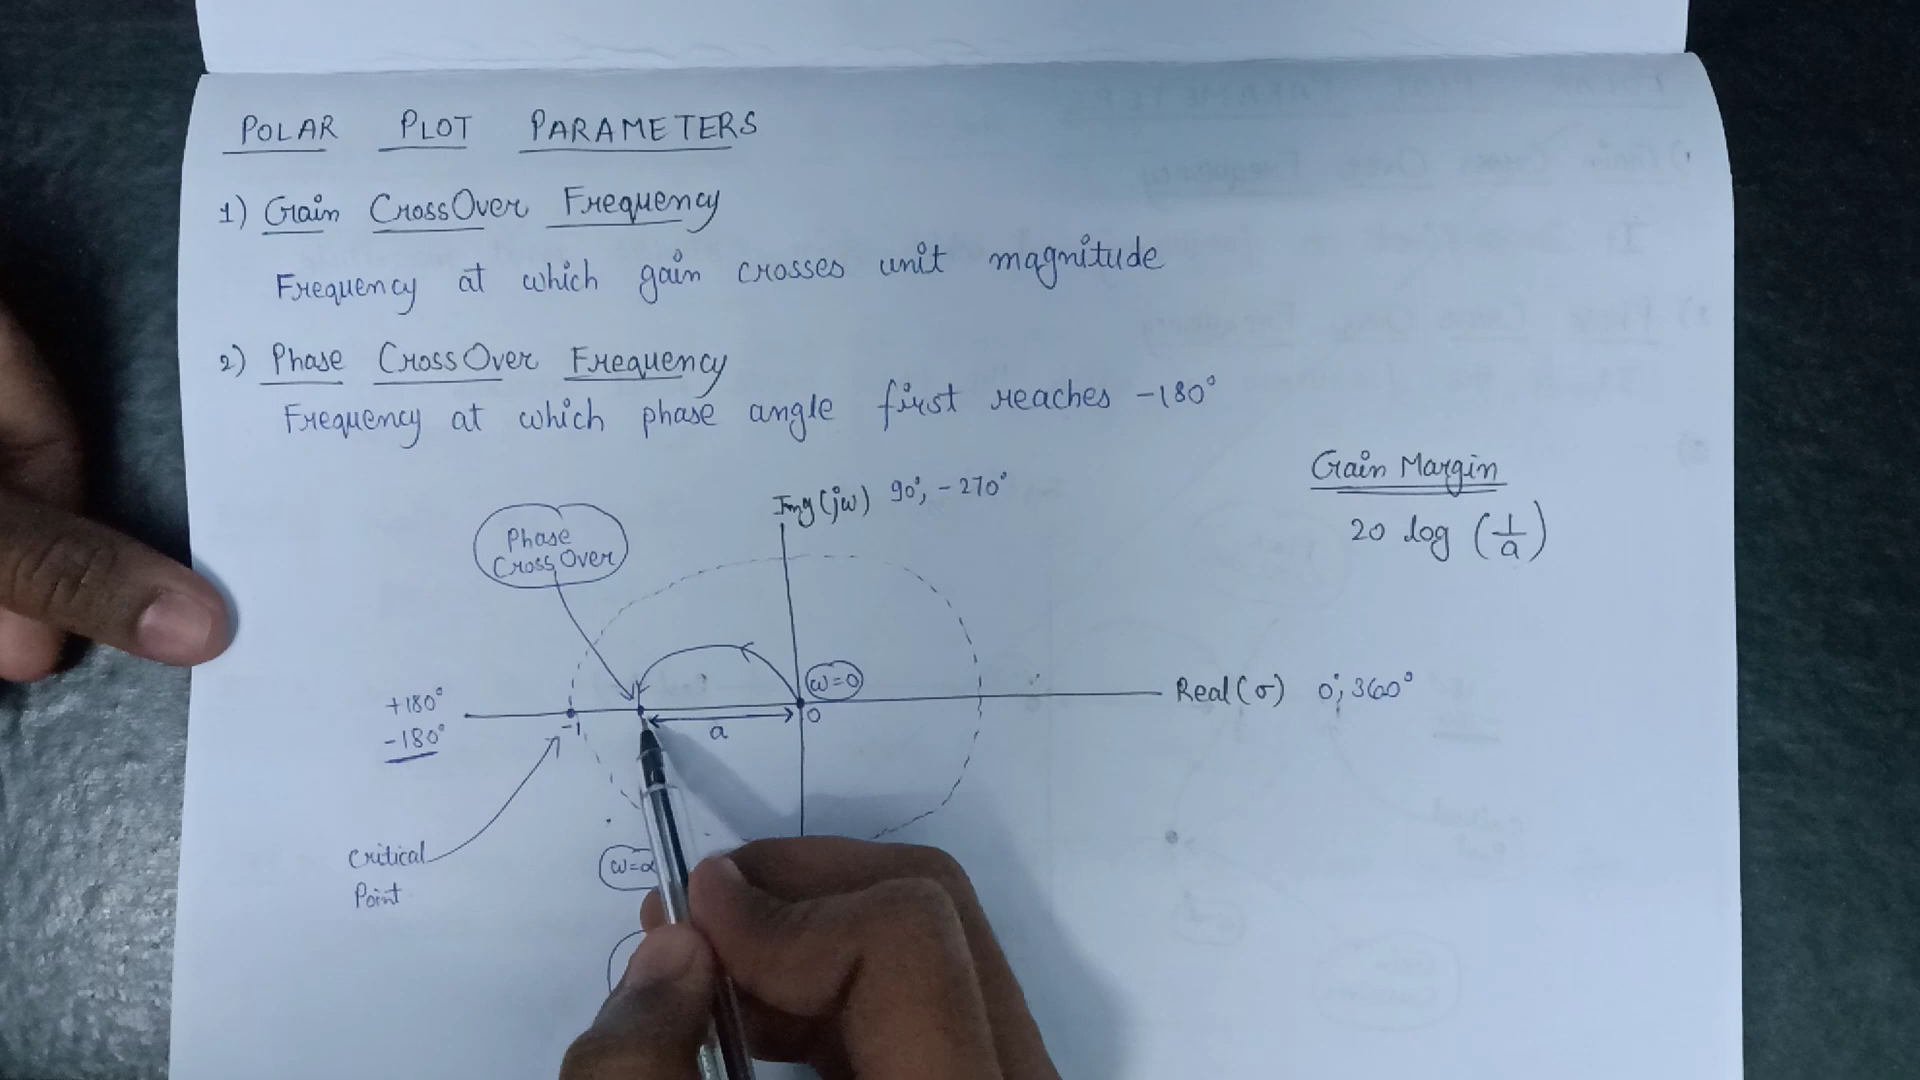 POLAR PLOT PARAMETERS
1) Gain CrossOver Frequency
Frequency at which gain crosses unit magnitude
2) Phase CrossOver Frequency
Frequency at which phase angle first reaches -180°
Gain Margin
20 log (1/a)
Img(jω) 90°, -270°
Phase
CrossOver
ω=0
+180°
-180°
-1
a
0
Real(σ) 0°, 360°
Critical
Point